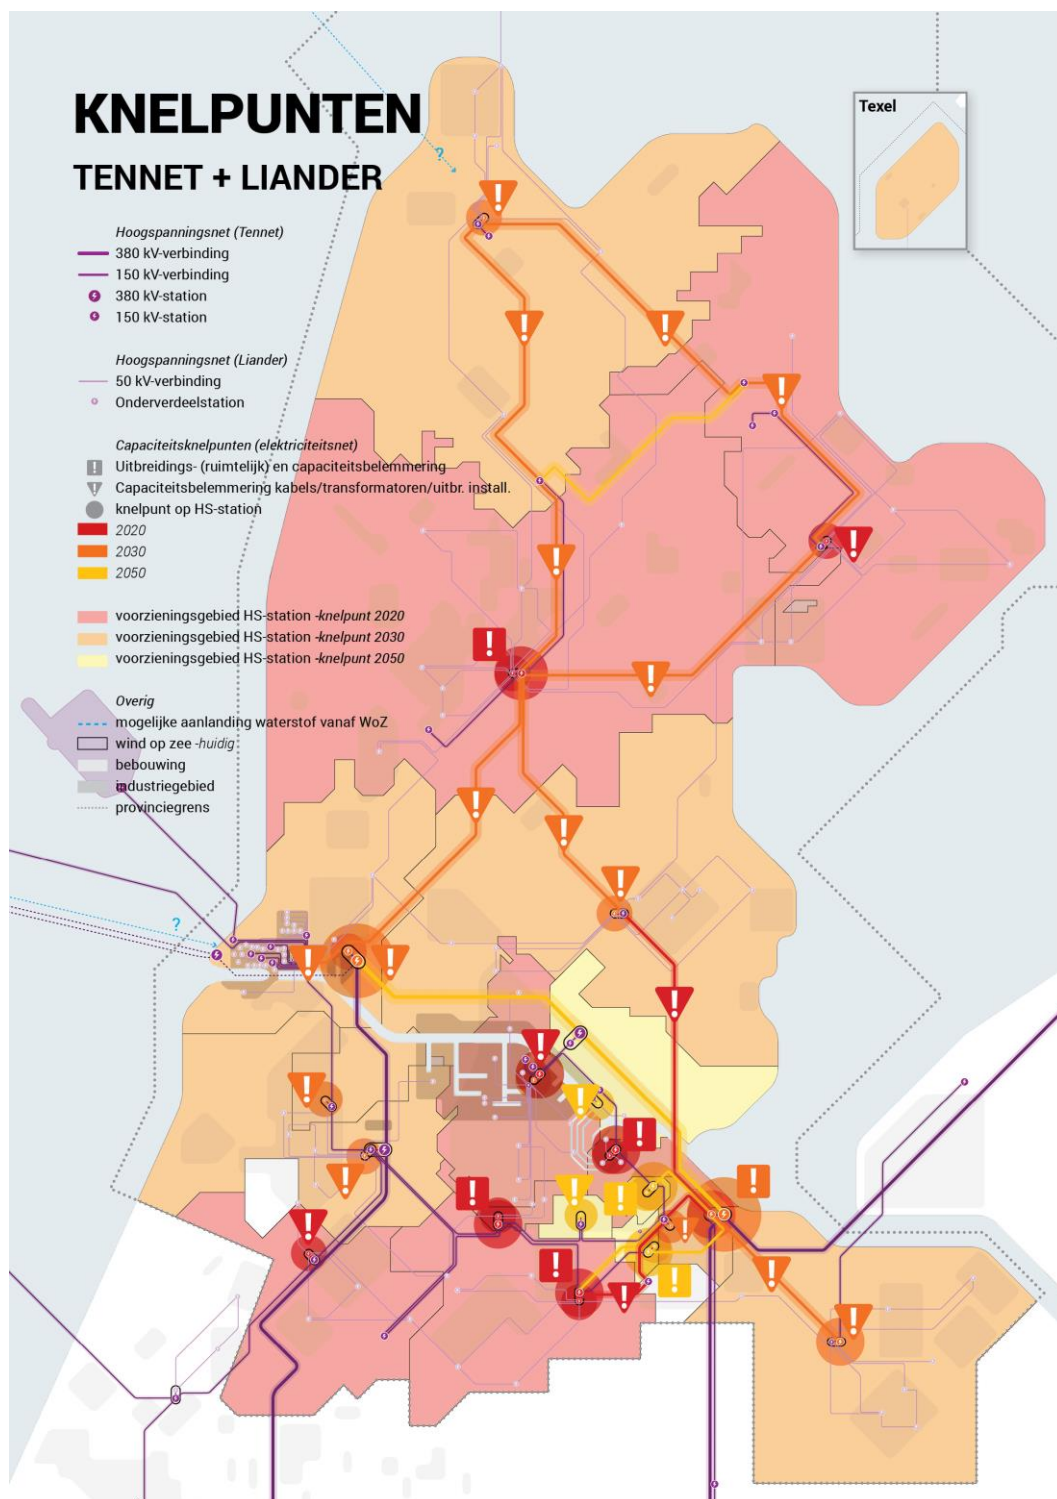 KNELPUNTEN
TENNET + LIANDER
Texel
Hoogspanningsnet (Tennet)
380 kV-verbinding
150 kV-verbinding
380 kV-station
150 kV-station
Hoogspanningsnet (Liander)
50 kV-verbinding
Onderverdeelstation
Capaciteitsknelpunten (elektriciteitsnet)
Uitbreidings- (ruimtelijk) en capaciteitsbelemmering
Capaciteitsbelemmering kabels/transformatoren/uitbr. install.
knelpunt op HS-station
2020
2030
2050
voorzieningsgebied HS-station -knelpunt 2020
voorzieningsgebied HS-station -knelpunt 2030
voorzieningsgebied HS-station -knelpunt 2050
Overig
mogelijke aanlanding waterstof vanaf WoZ
wind op zee -huidig
bebouwing
industriegebied
provinciegrens
?
?